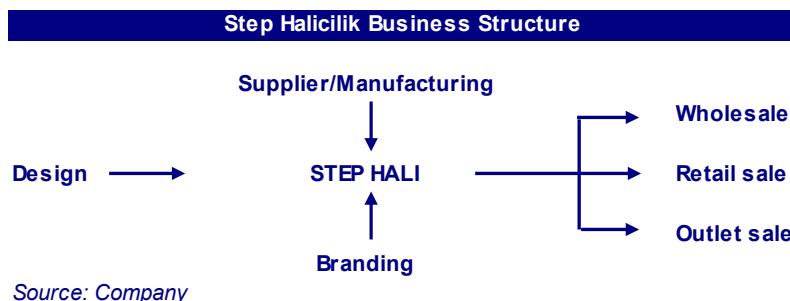 Step Halicilik Business Structure
Supplier/Manufacturing
Wholesale
Design STEP HALI Retail sale
Outlet sale
Branding
Source: Company